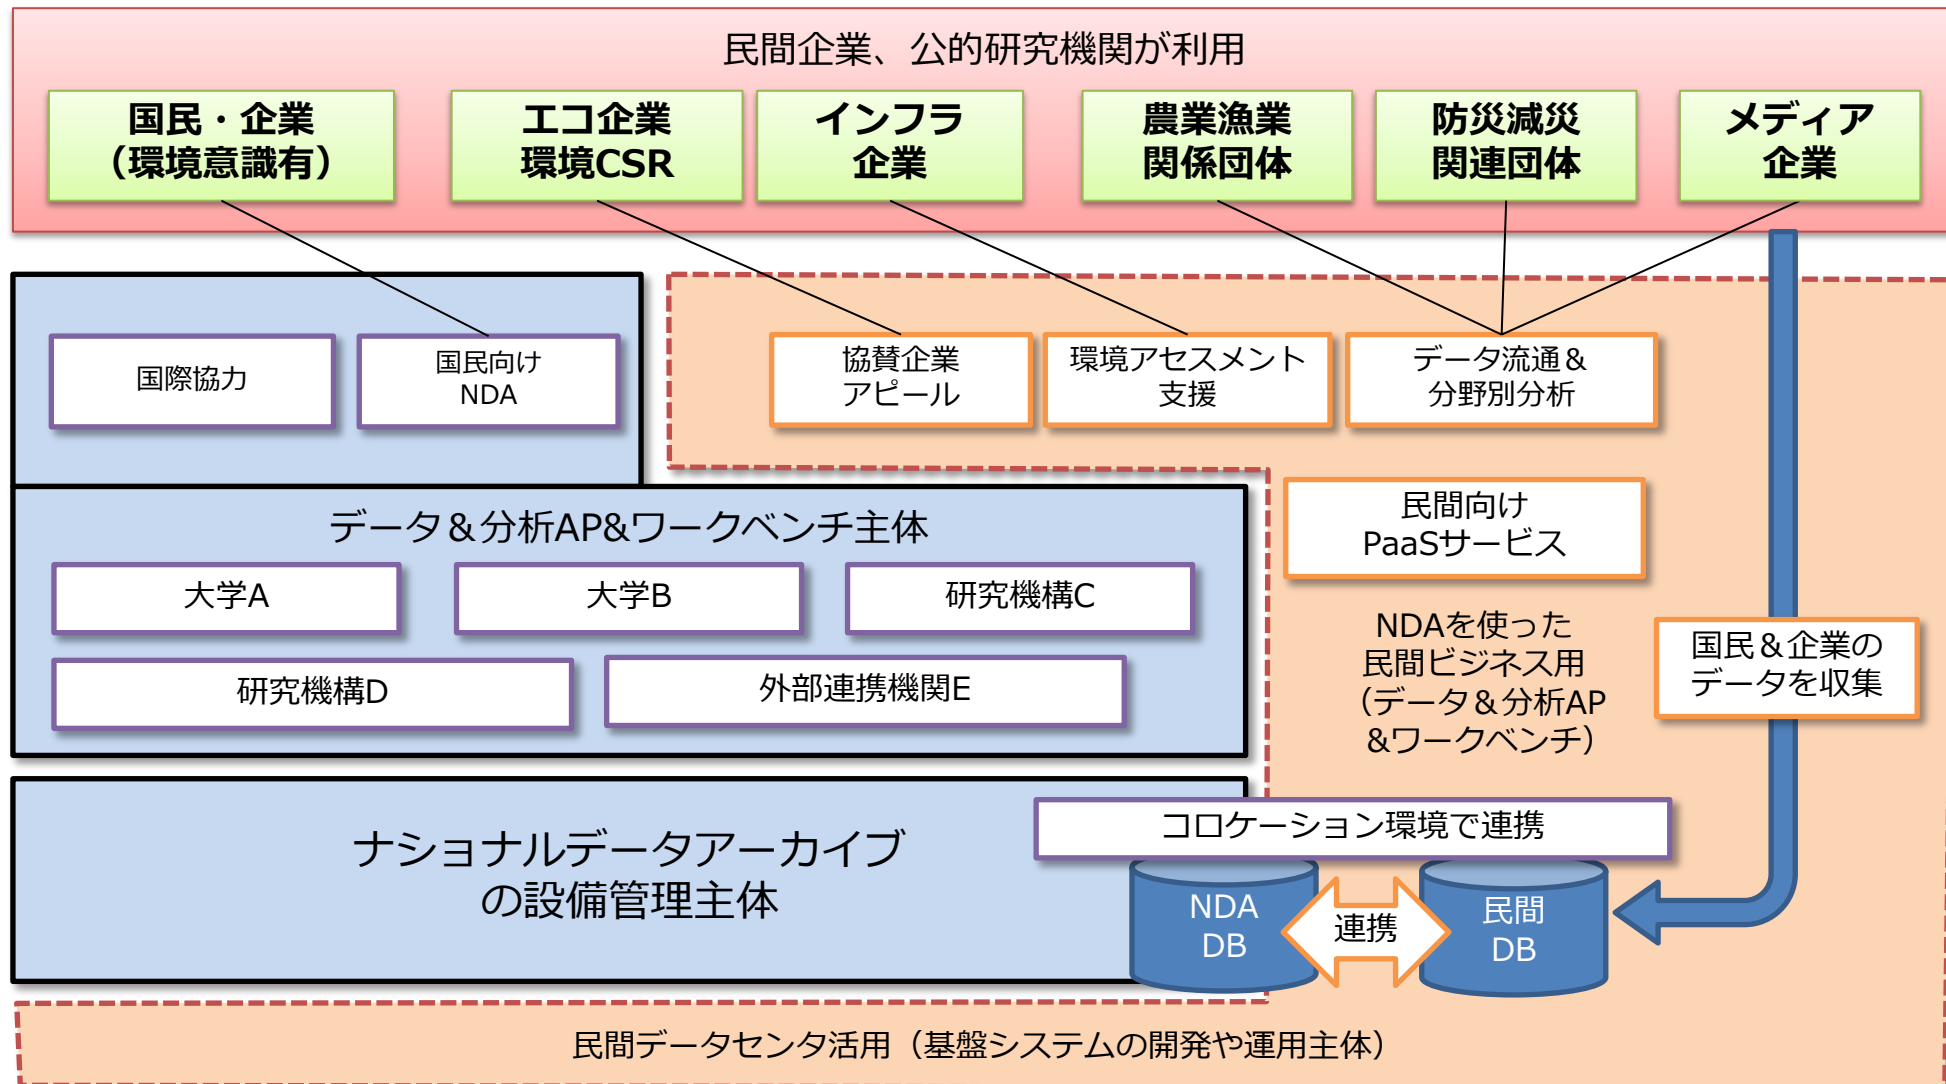 民間企業、公的研究機関が利用
国民・企業
（環境意識有）
エコ企業
環境CSR
インフラ
企業
農業漁業
関係団体
防災減災
関連団体
メディア
企業
国際協力
国民向け
NDA
協賛企業
アピール
環境アセスメント
支援
データ流通＆
分野別分析
データ＆分析AP&ワークベンチ主体
大学A
大学B
研究機構C
研究機構D
外部連携機関E
民間向け
PaaSサービス
NDAを使った
民間ビジネス用
（データ＆分析AP
&ワークベンチ）
国民＆企業の
データを収集
ナショナルデータアーカイブ
の設備管理主体
コロケーション環境で連携
NDA
DB
連携
民間
DB
民間データセンタ活用（基盤システムの開発や運用主体）